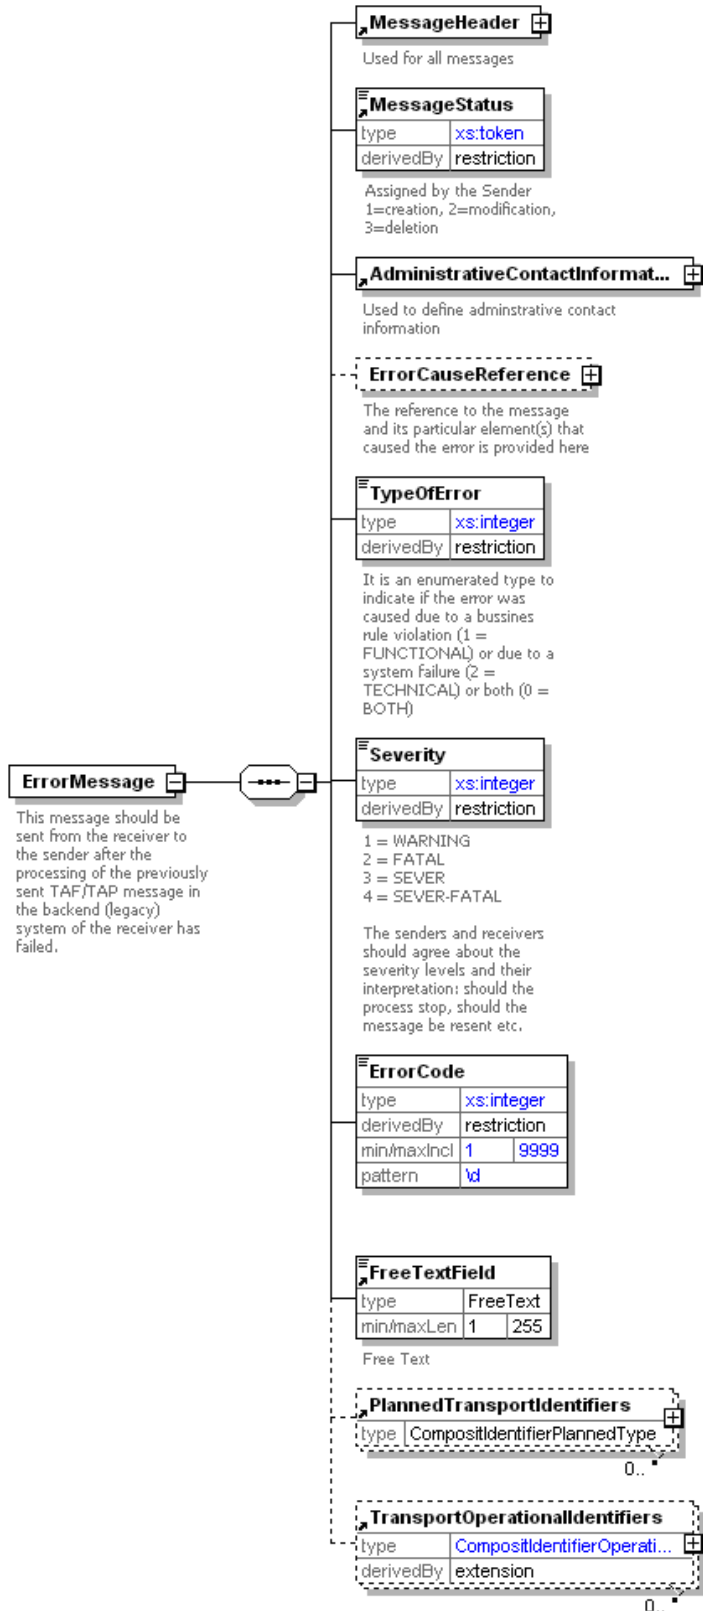 MessageHeader
Used for all messages
MessageStatus
type xs:token
derivedBy restriction
Assigned by the Sender
1=creation, 2=modification,
3=deletion
AdministrativeContactInformat...
Used to define adminstrative contact
information
ErrorCauseReference
The reference to the message
and its particular element(s) that
caused the error is provided here
TypeOfError
type xs:integer
derivedBy restriction
It is an enumerated type to
indicate if the error was
caused due to a bussines
rule violation (1 =
FUNCTIONAL) or due to a
system failure (2 =
TECHNICAL) or both (0 =
BOTH)
ErrorMessage
This message should be
sent from the receiver to
the sender after the
processing of the previously
sent TAF/TAP message in
the backend (legacy)
system of the receiver has
failed.
Severity
type xs:integer
derivedBy restriction
1 = WARNING
2 = FATAL
3 = SEVER
4 = SEVER-FATAL
The senders and receivers
should agree about the
severity levels and their
interpretation: should the
process stop, should the
message be resent etc.
ErrorCode
type xs:integer
derivedBy restriction
min/maxIncl 1 9999
pattern \d
FreeTextField
type FreeText
min/maxLen 1 255
Free Text
PlannedTransportIdentifiers
type CompositIdentifierPlannedType
0..
TransportOperationalIdentifiers
type CompositIdentifierOperati...
derivedBy extension
0..